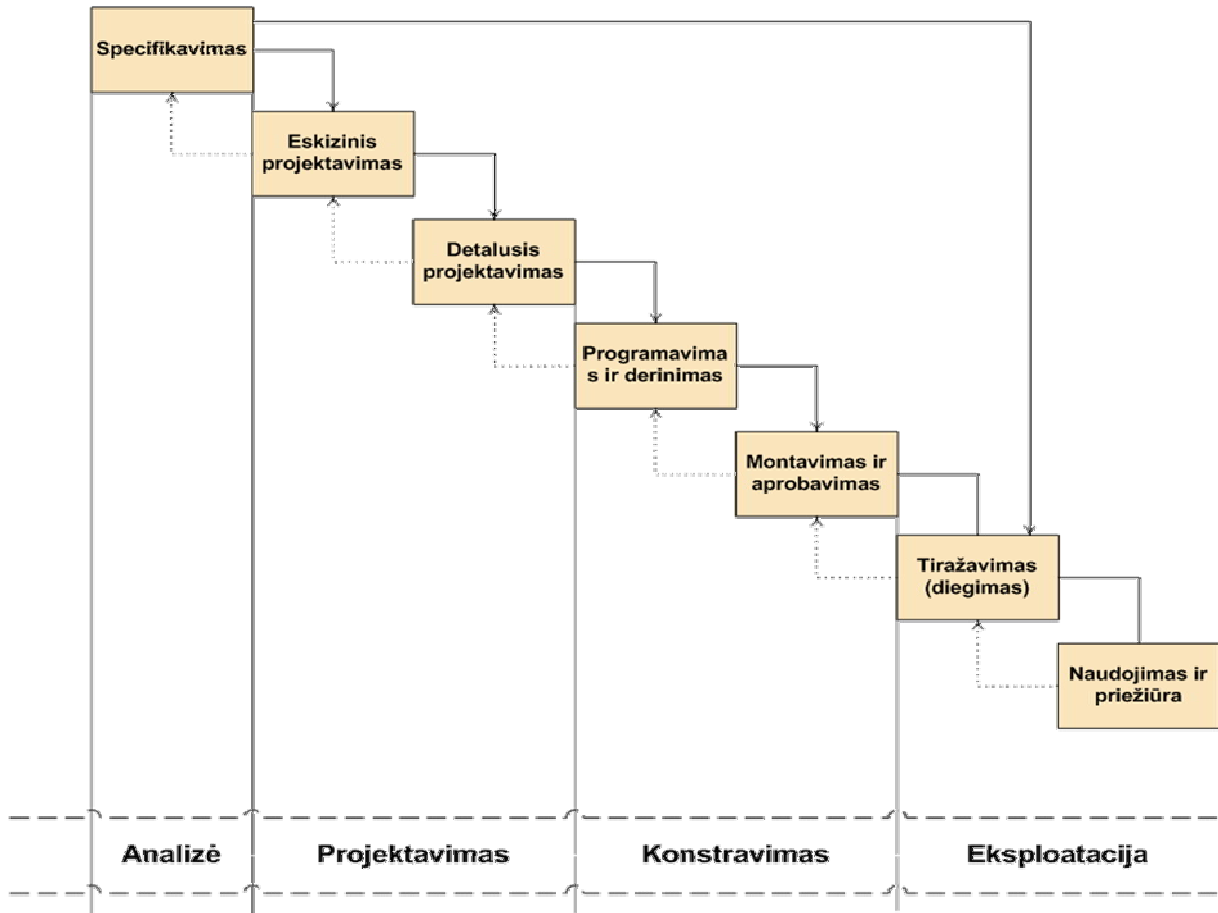 Specifikavimas
Eskizinis
projektavimas
Detalusis
projektavimas
Programavima
s ir derinimas
Montavimas ir
aprobavimas
Tiražavimas
(diegimas)
Naudojimas ir
priežiūra
Analizė
Projektavimas
Konstravimas
Eksploatacija